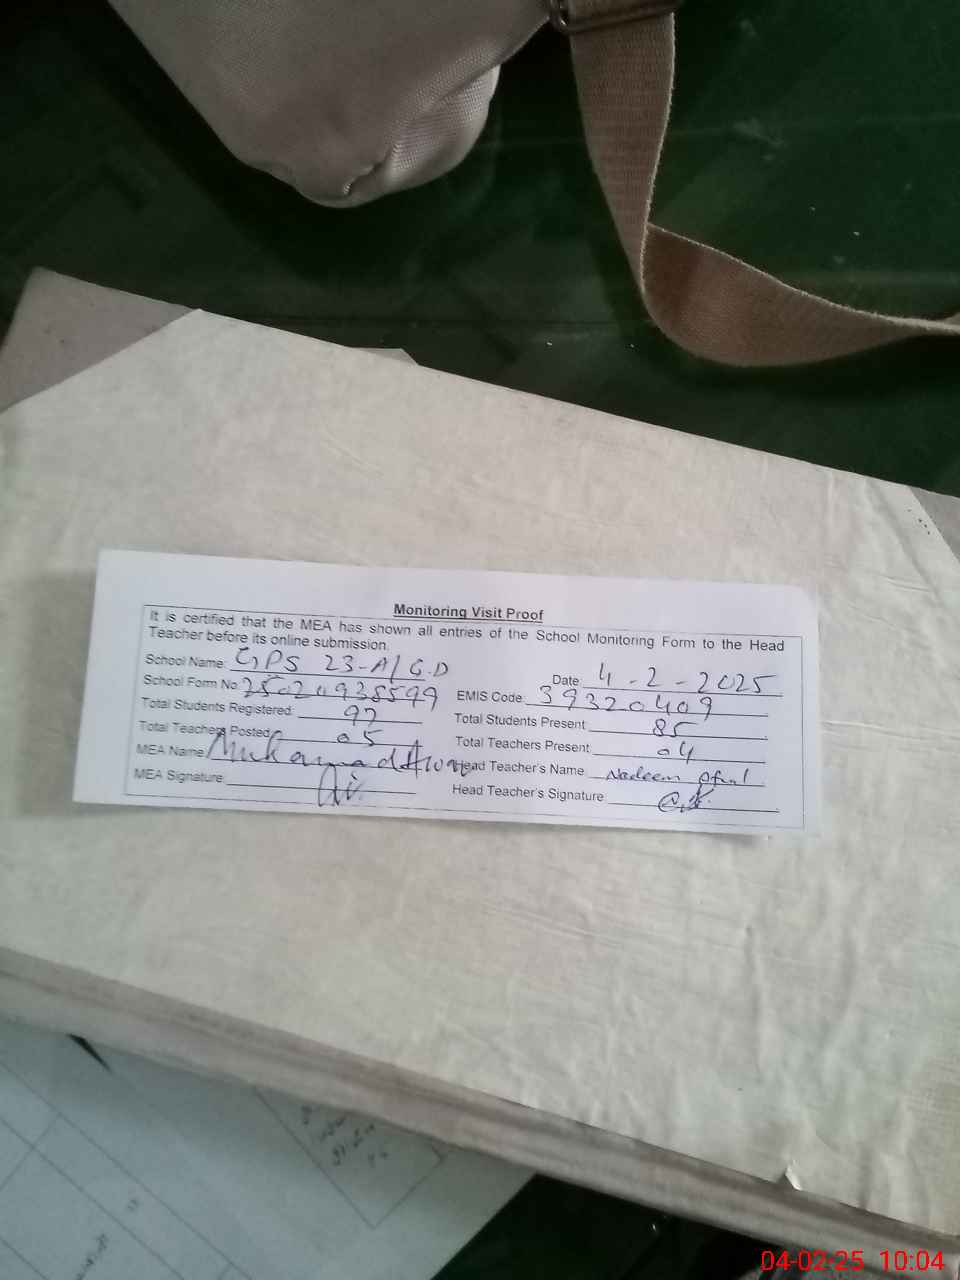 Monitoring Visit Proof
It is certified that the MEA has shown all entries of the School Monitoring Form to the Head
Teacher before its online submission.
School Name: GPS 23-A/G.D
Date 4-2-2025
School Form No. 25020938599
EMIS Code: 39320409
Total Students Registered: 97
Total Students Present: 85
Total Teachers Posted: 05
Total Teachers Present: 04
MEA Name: Muhammad
Head Teacher's Name: Nadeem
MEA Signature:
Head Teacher's Signature:
04-02-25 10:04